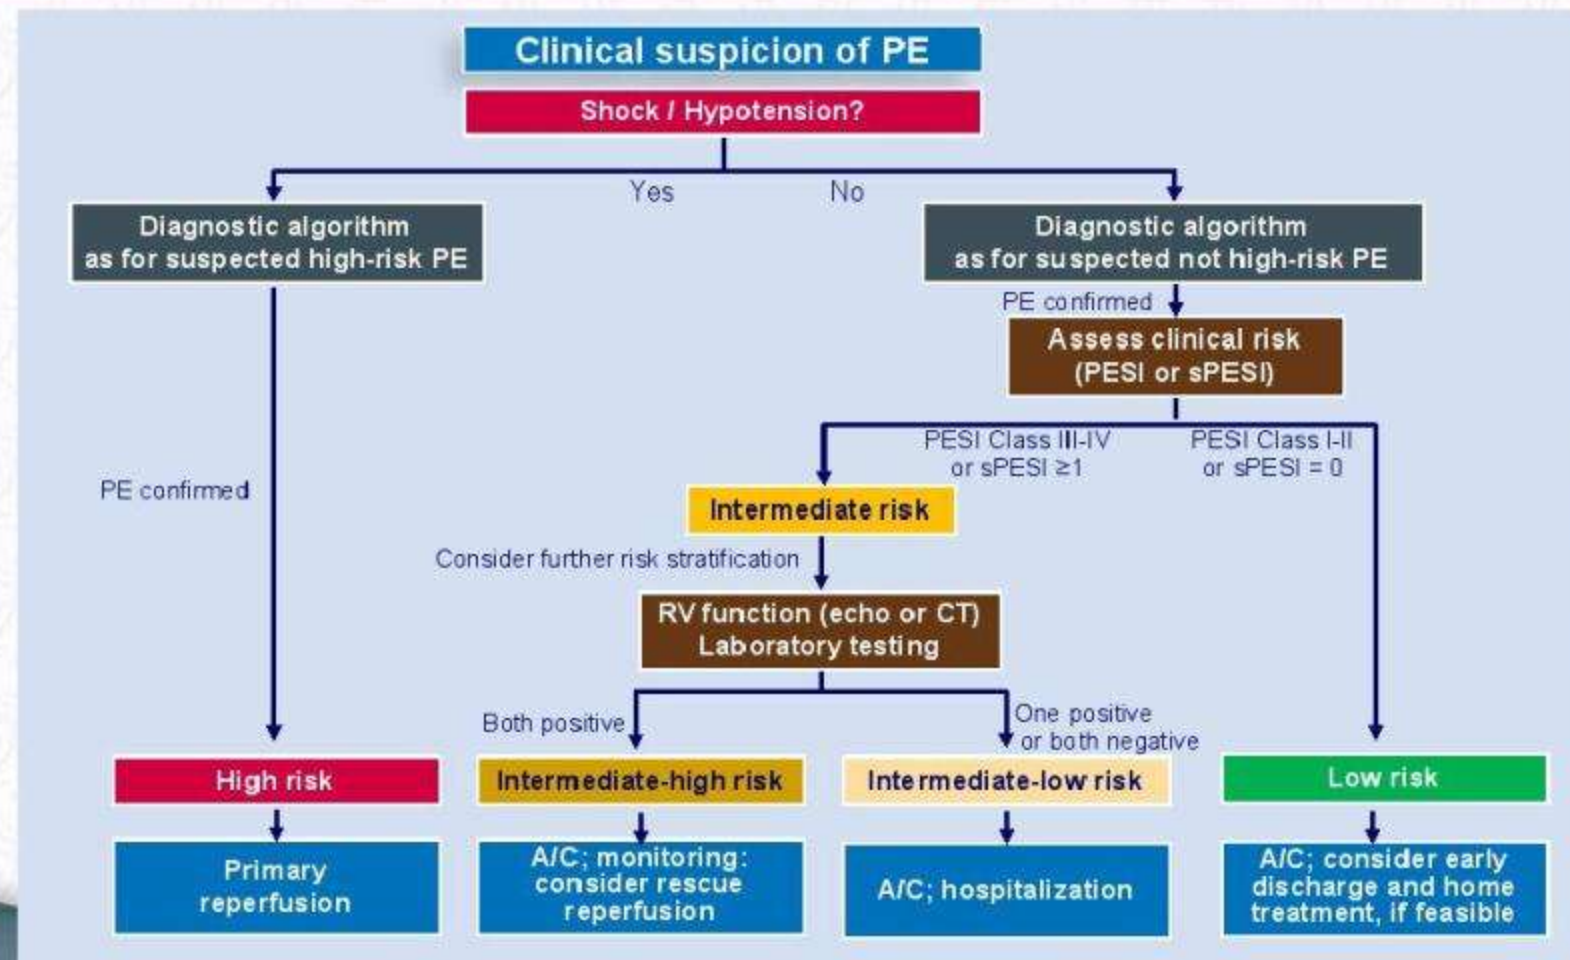 Clinical suspicion of PE
Shock / Hypotension?
Yes
No
Diagnostic algorithm
as for suspected high-risk PE
Diagnostic algorithm
as for suspected not high-risk PE
PE confirmed
Assess clinical risk
(PESI or sPESI)
PESI Class III-IV
or sPESI ≥1
PESI Class I-II
or sPESI = 0
PE confirmed
Intermediate risk
Consider further risk stratification
RV function (echo or CT)
Laboratory testing
Both positive
One positive
or both negative
High risk
Intermediate-high risk
Intermediate-low risk
Low risk
Primary
reperfusion
A/C; monitoring:
consider rescue
reperfusion
A/C; hospitalization
A/C; consider early
discharge and home
treatment, if feasible